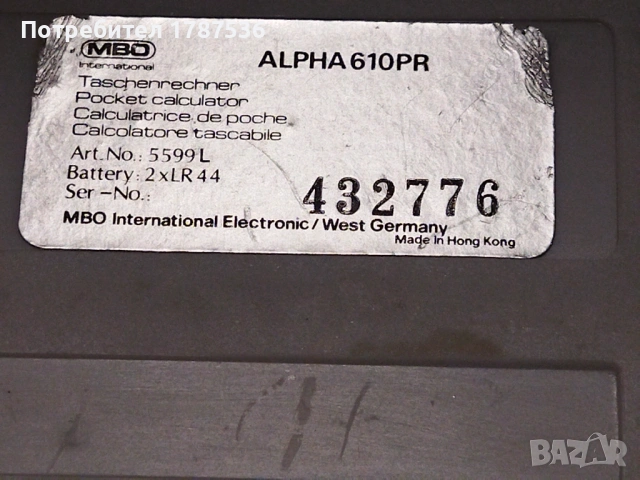 Потребител 1787536
MBO
International
ALPHA 610PR
Taschenrechner
Pocket calculator
Calculatrice de poche
Calcolatore tascabile
Art. No.: 5599 L
Battery: 2 x LR 44
Ser -No.: 432776
MBO International Electronic / West Germany
Made In Hong Kong
BAZAR